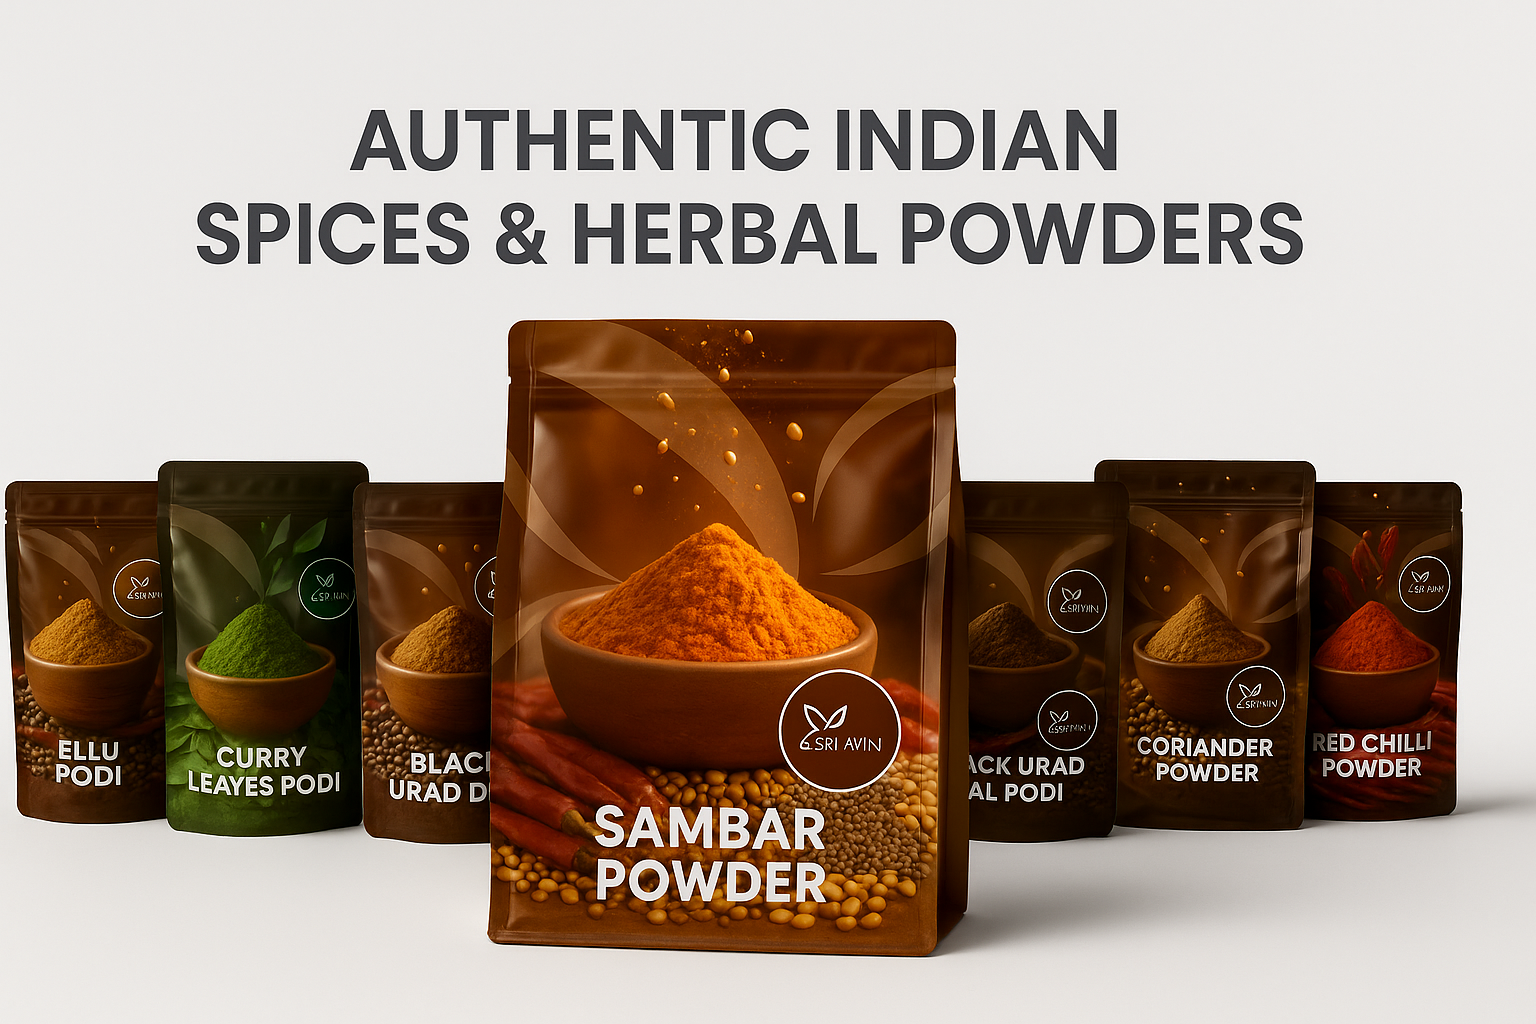 AUTHENTIC INDIAN
SPICES & HERBAL POWDERS
ELLU
PODI
CURRY
LEAYES PODI
BLAC
URAD D
SRI AVIN
SAMBAR
POWDER
ACK URAD
AL PODI
CORIANDER
POWDER
RED CHILLI
POWDER